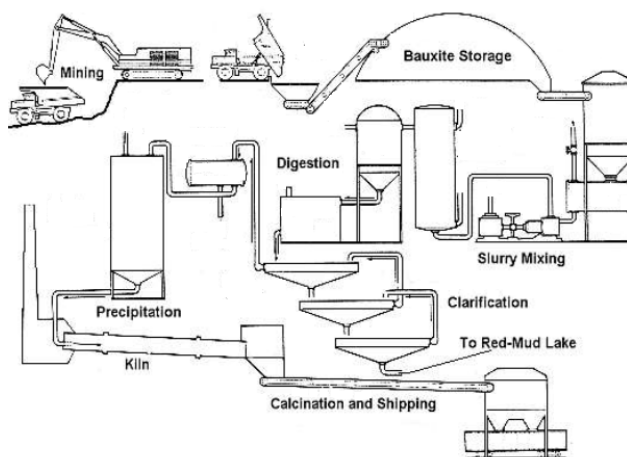 Mining
Bauxite Storage
Digestion
Slurry Mixing
Precipitation
Clarification
To Red-Mud Lake
Kiln
Calcination and Shipping